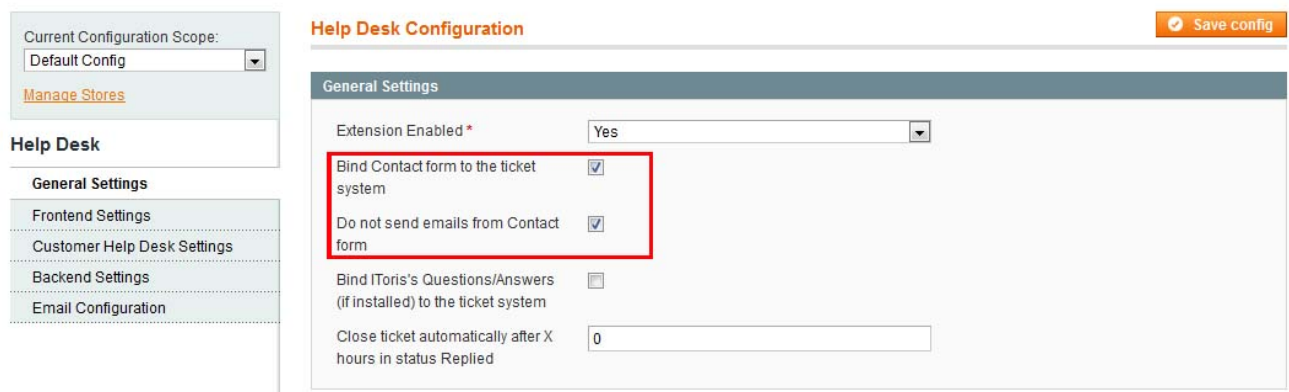 Current Configuration Scope:
Default Config
Manage Stores
Help Desk
General Settings
Frontend Settings
Customer Help Desk Settings
Backend Settings
Email Configuration
Help Desk Configuration
Save config
General Settings
Extension Enabled *
Yes
Bind Contact form to the ticket
system
Do not send emails from Contact
form
Bind IToris's Questions/Answers
(if installed) to the ticket system
Close ticket automatically after X
hours in status Replied
0